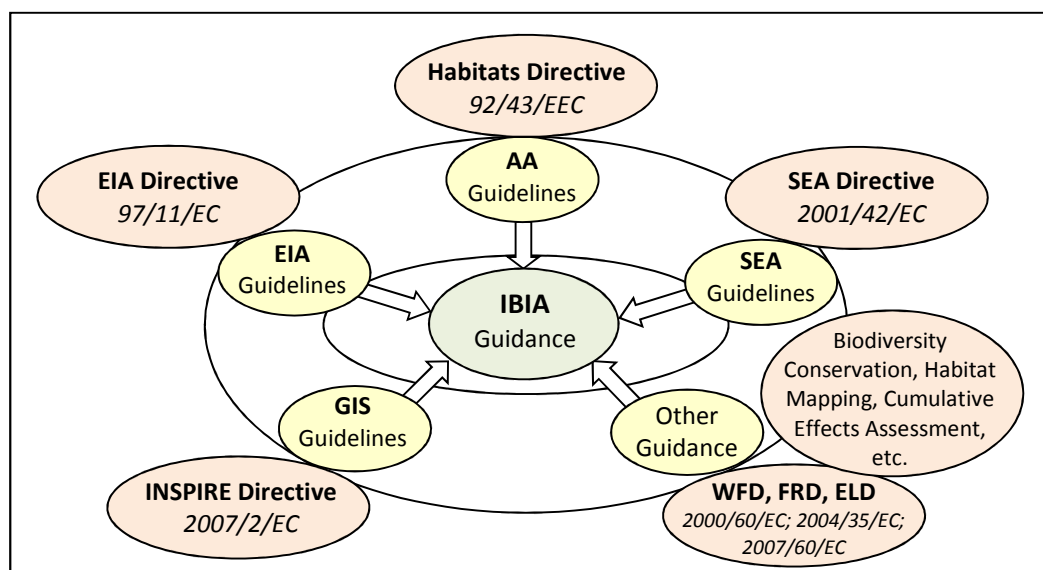 Habitats Directive
92/43/EEC
AA
Guidelines
EIA Directive
97/11/EC
SEA Directive
2001/42/EC
EIA
Guidelines
SEA
Guidelines
IBIA
Guidance
Biodiversity
Conservation, Habitat
Mapping, Cumulative
Effects Assessment,
etc.
GIS
Guidelines
Other
Guidance
INSPIRE Directive
2007/2/EC
WFD, FRD, ELD
2000/60/EC; 2004/35/EC;
2007/60/EC